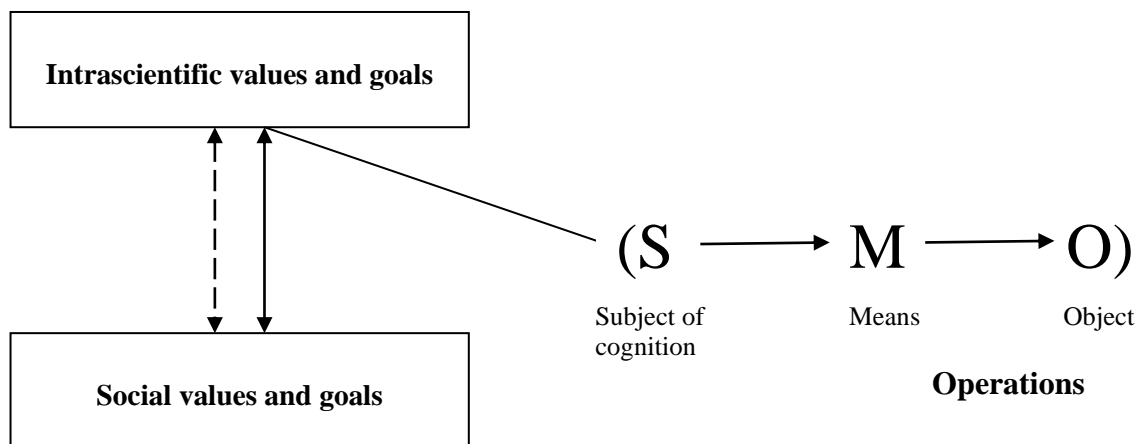 Intrascientific values and goals
(S M O)
Subject of
cognition
Means
Object
Operations
Social values and goals